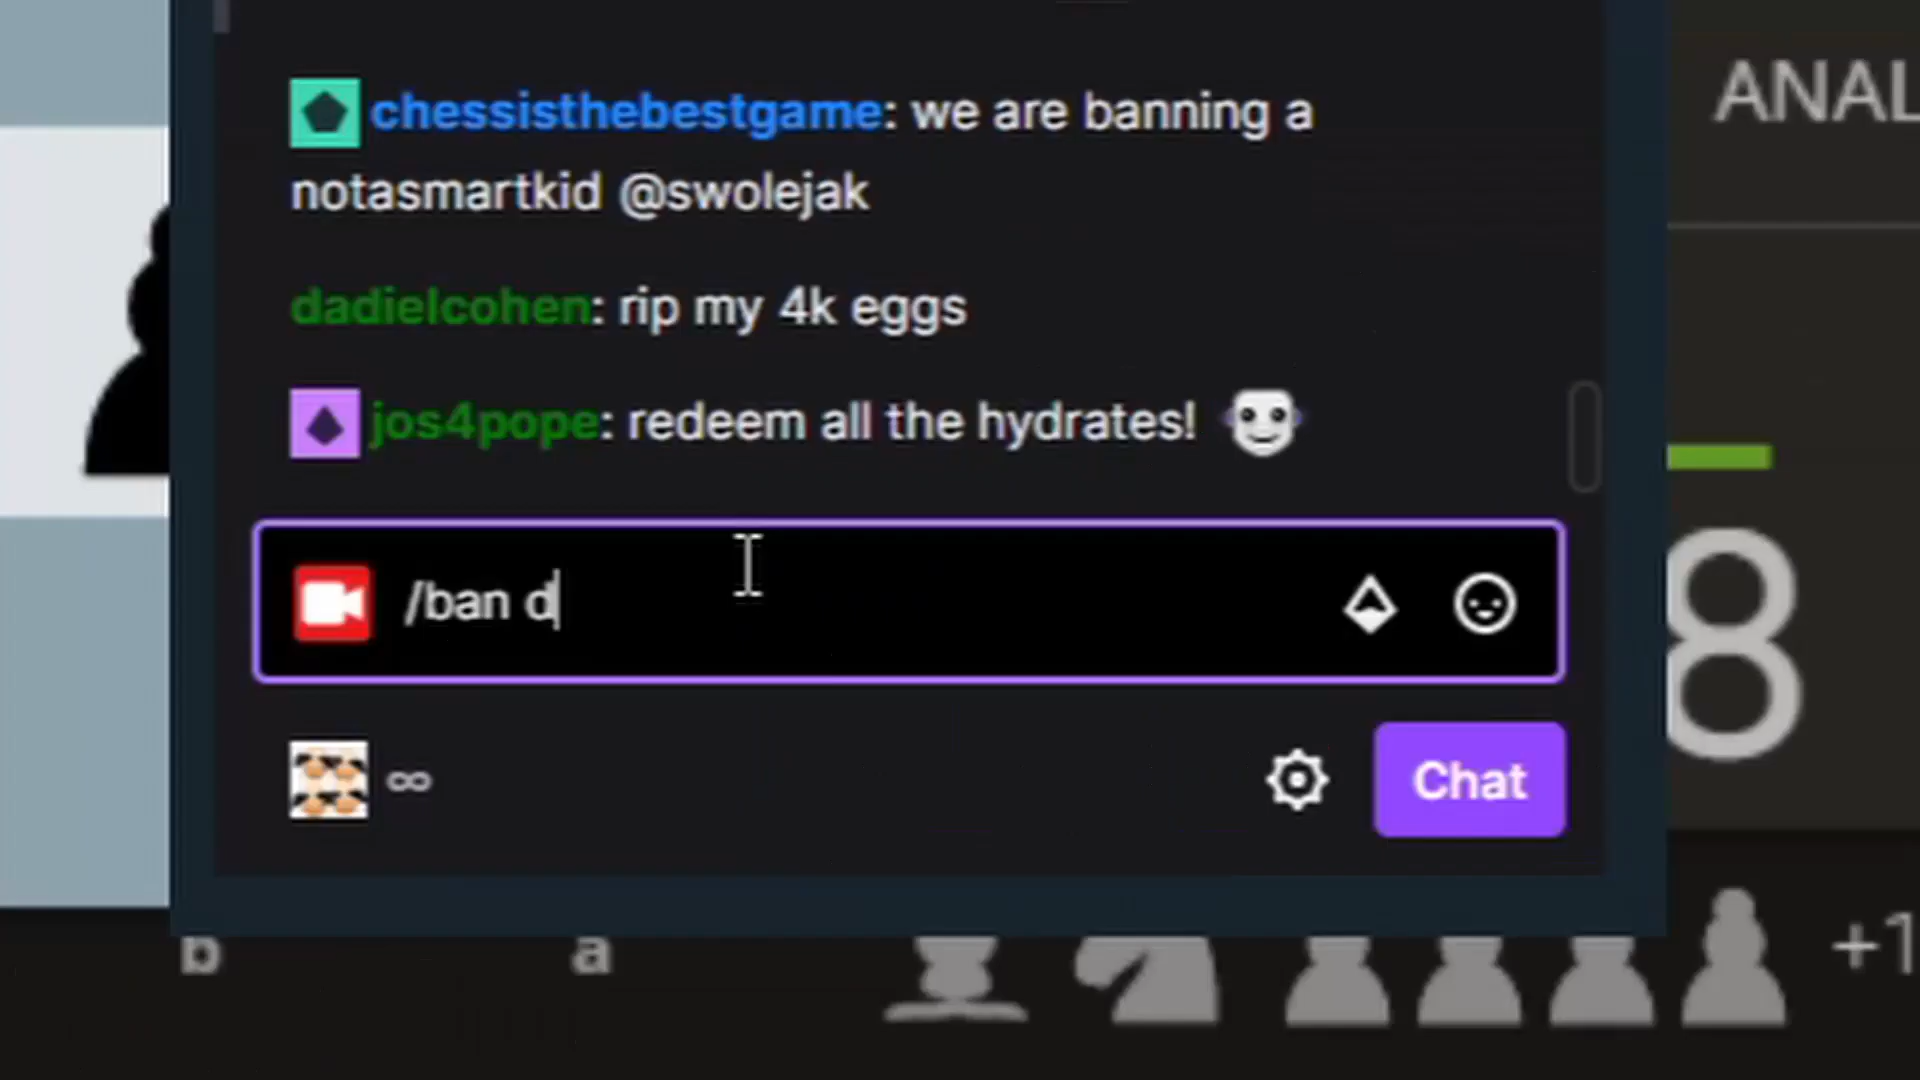 ANAL
chessisthebestgame: we are banning a
notasmartkid @swolejak
dadielcohen: rip my 4k eggs
jos4pope: redeem all the hydrates!
/ban d
8
∞
Chat
b a
+1